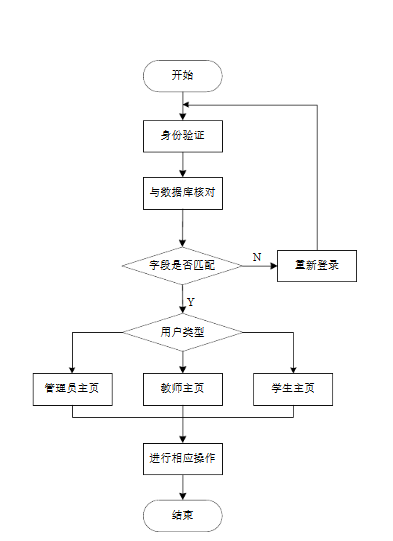 开始
身份验证
与数据库核对
字段是否匹配
N
重新登录
Y
用户类型
管理员主页
教师主页
学生主页
进行相应操作
结束